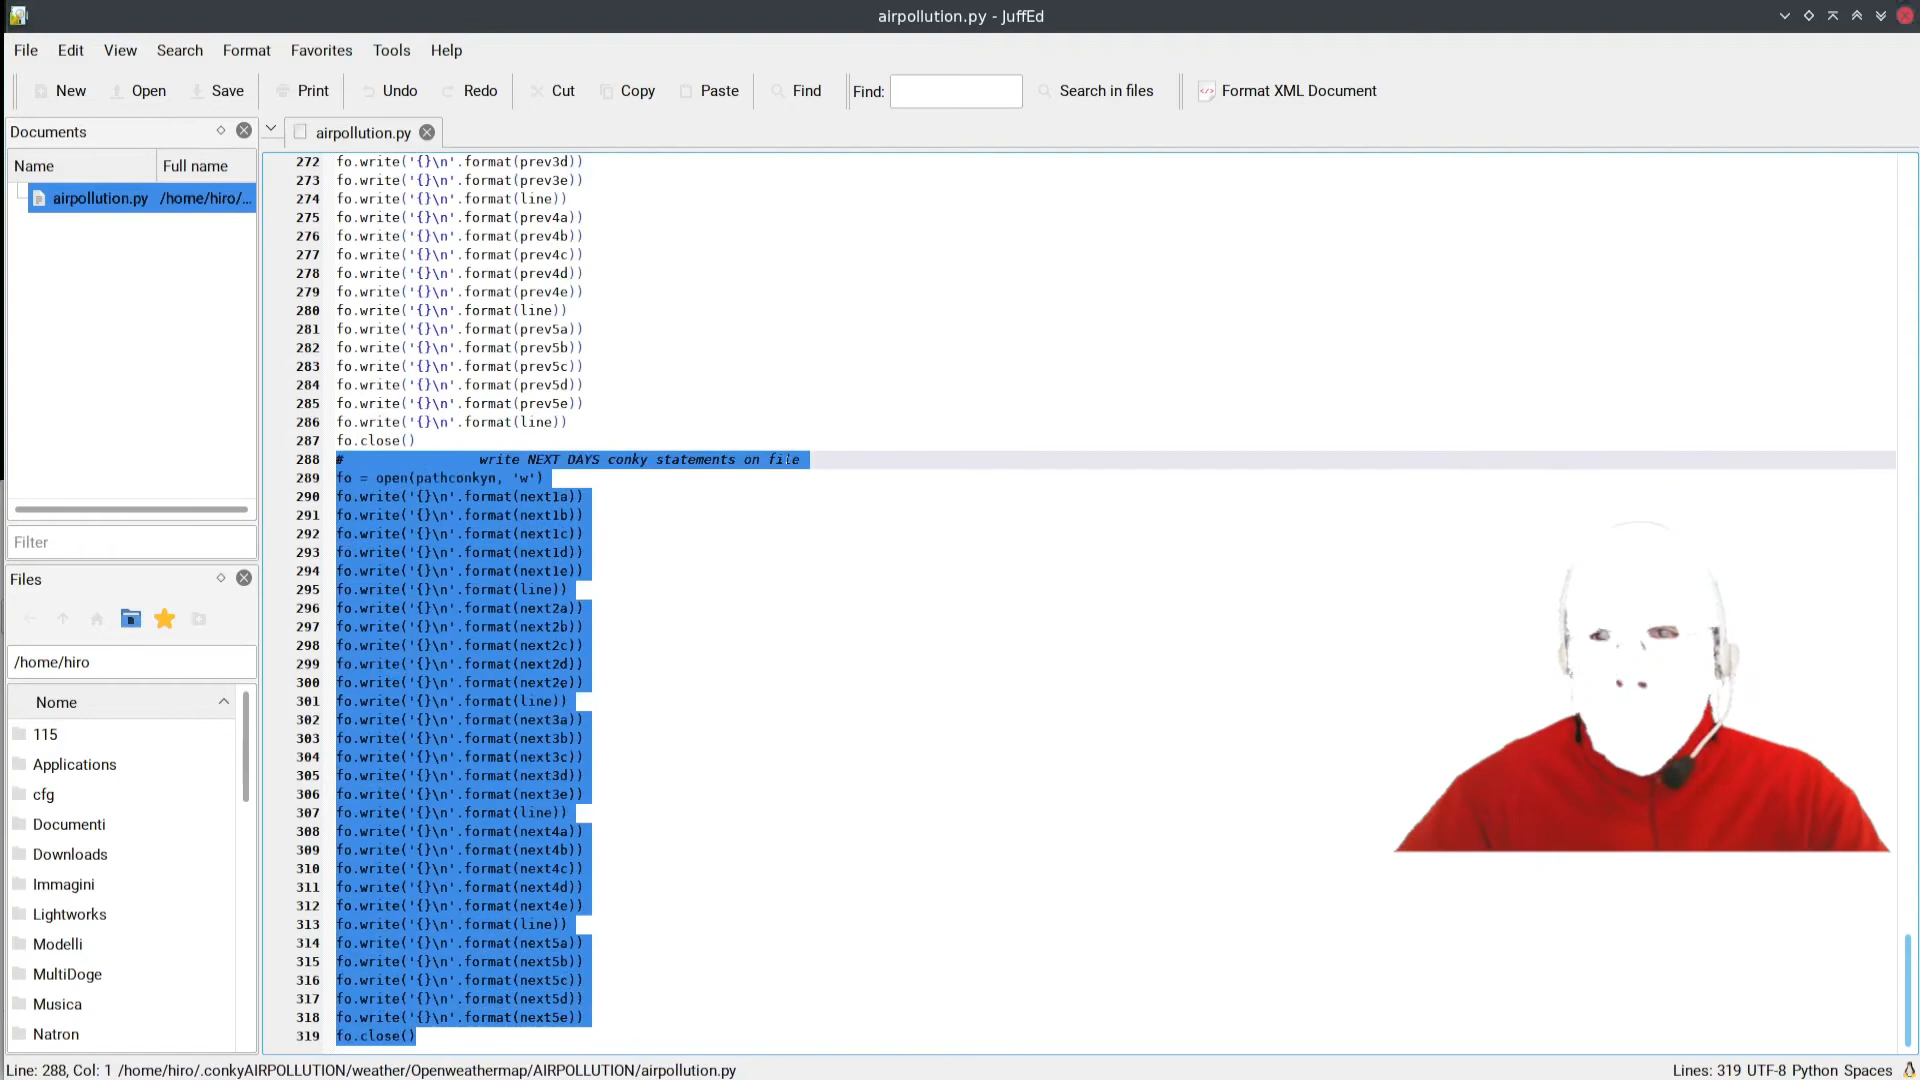 airpollution.py - JuffEd
File Edit View Search Format Favorites Tools Help
New Open Save Print Undo Redo Cut Copy Paste Find Find: Search in files Format XML Document
Documents
airpollution.py
Name Full name
airpollution.py /home/hiro/...
Filter
Files
/home/hiro
Nome
115
Applications
cfg
Documenti
Downloads
Immagini
Lightworks
Modelli
MultiDoge
Musica
Natron
272 fo.write('{}\n'.format(prev3d))
273 fo.write('{}\n'.format(prev3e))
274 fo.write('{}\n'.format(line))
275 fo.write('{}\n'.format(prev4a))
276 fo.write('{}\n'.format(prev4b))
277 fo.write('{}\n'.format(prev4c))
278 fo.write('{}\n'.format(prev4d))
279 fo.write('{}\n'.format(prev4e))
280 fo.write('{}\n'.format(line))
281 fo.write('{}\n'.format(prev5a))
282 fo.write('{}\n'.format(prev5b))
283 fo.write('{}\n'.format(prev5c))
284 fo.write('{}\n'.format(prev5d))
285 fo.write('{}\n'.format(prev5e))
286 fo.write('{}\n'.format(line))
287 fo.close()
288 # write NEXT DAYS conky statements on file
289 fo = open(pathconkyn, 'w')
290 fo.write('{}\n'.format(next1a))
291 fo.write('{}\n'.format(next1b))
292 fo.write('{}\n'.format(next1c))
293 fo.write('{}\n'.format(next1d))
294 fo.write('{}\n'.format(next1e))
295 fo.write('{}\n'.format(line))
296 fo.write('{}\n'.format(next2a))
297 fo.write('{}\n'.format(next2b))
298 fo.write('{}\n'.format(next2c))
299 fo.write('{}\n'.format(next2d))
300 fo.write('{}\n'.format(next2e))
301 fo.write('{}\n'.format(line))
302 fo.write('{}\n'.format(next3a))
303 fo.write('{}\n'.format(next3b))
304 fo.write('{}\n'.format(next3c))
305 fo.write('{}\n'.format(next3d))
306 fo.write('{}\n'.format(next3e))
307 fo.write('{}\n'.format(line))
308 fo.write('{}\n'.format(next4a))
309 fo.write('{}\n'.format(next4b))
310 fo.write('{}\n'.format(next4c))
311 fo.write('{}\n'.format(next4d))
312 fo.write('{}\n'.format(next4e))
313 fo.write('{}\n'.format(line))
314 fo.write('{}\n'.format(next5a))
315 fo.write('{}\n'.format(next5b))
316 fo.write('{}\n'.format(next5c))
317 fo.write('{}\n'.format(next5d))
318 fo.write('{}\n'.format(next5e))
319 fo.close()
Line: 288, Col: 1 /home/hiro/.conkyAIRPOLLUTION/weather/Openweathermap/AIRPOLLUTION/airpollution.py
Lines: 319 UTF-8 Python Spaces